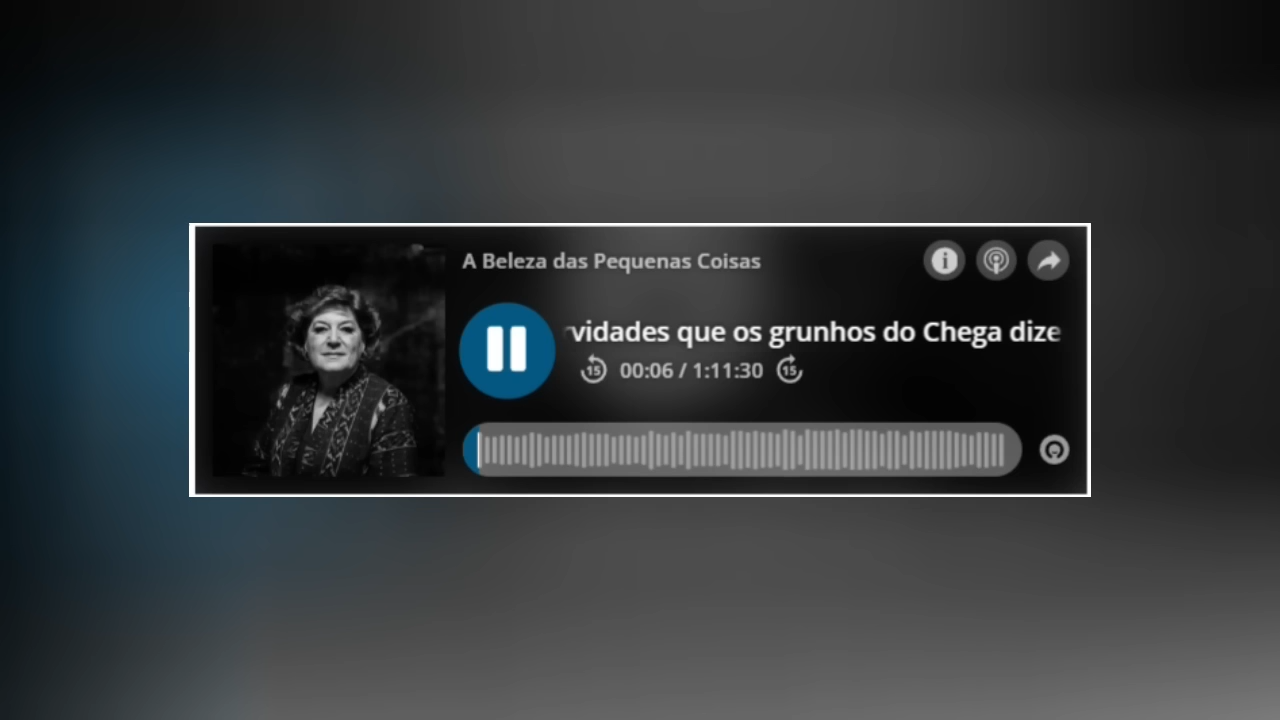 A Beleza das Pequenas Coisas
vidades que os grunhos do Chega dize
15 00:06 / 1:11:30 15